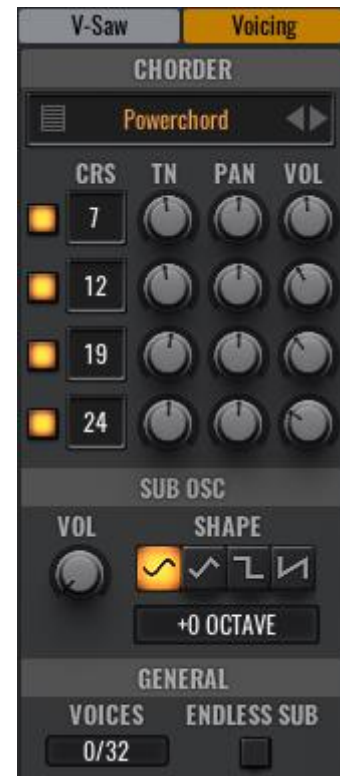 V-Saw Voicing
CHORDER
Powerchord
CRS TN PAN VOL
7
12
19
24
SUB OSC
VOL SHAPE
+0 OCTAVE
GENERAL
VOICES ENDLESS SUB
0/32